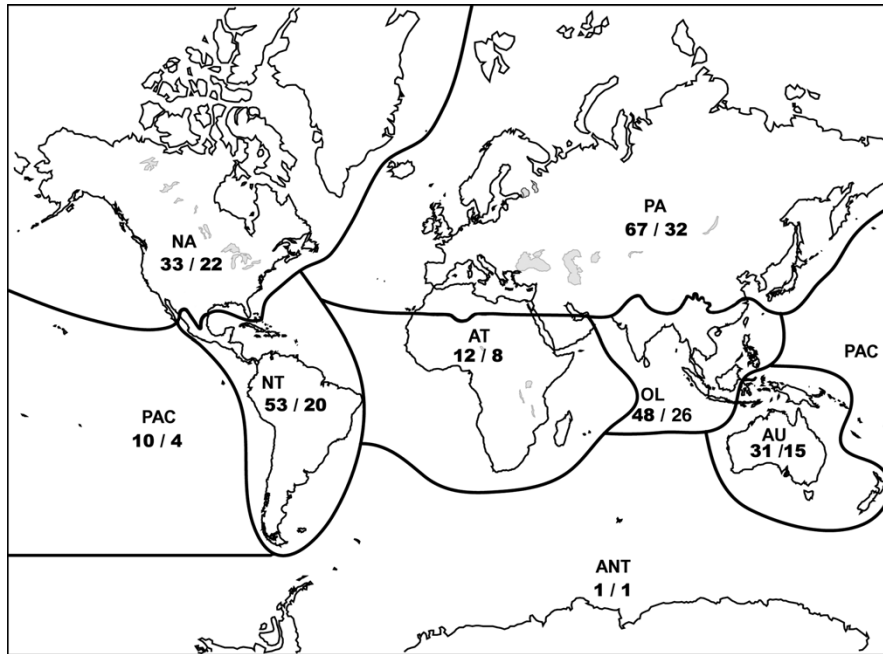 PA
67 / 32
NA
33 / 22
AT
12 / 8
PAC
NT
53 / 20
OL
48 / 26
PAC
10 / 4
AU
31 /15
ANT
1 / 1